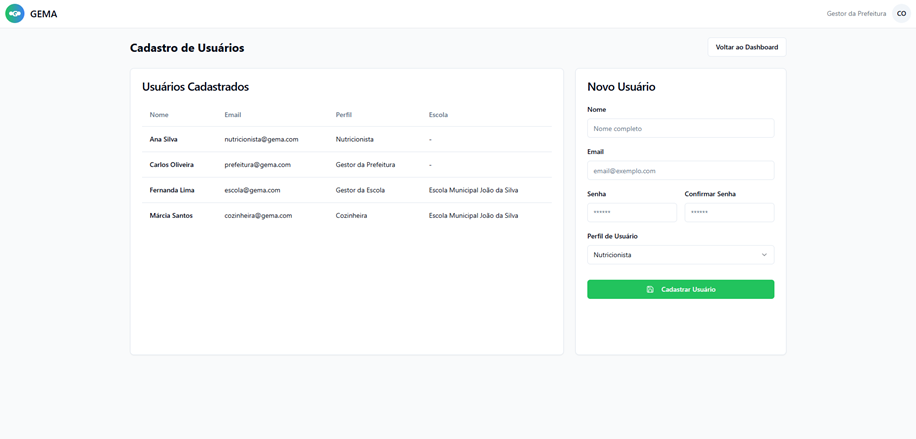 GEMA
Gestor da Prefeitura CO
Cadastro de Usuários
Voltar ao Dashboard
Usuários Cadastrados
Nome Email Perfil Escola
Ana Silva nutricionista@gema.com Nutricionista -
Carlos Oliveira prefeitura@gema.com Gestor da Prefeitura -
Fernanda Lima escola@gema.com Gestor da Escola Escola Municipal João da Silva
Márcia Santos cozinheira@gema.com Cozinheira Escola Municipal João da Silva
Novo Usuário
Nome
Nome completo
Email
email@exemplo.com
Senha Confirmar Senha
****** ******
Perfil de Usuário
Nutricionista
Cadastrar Usuário